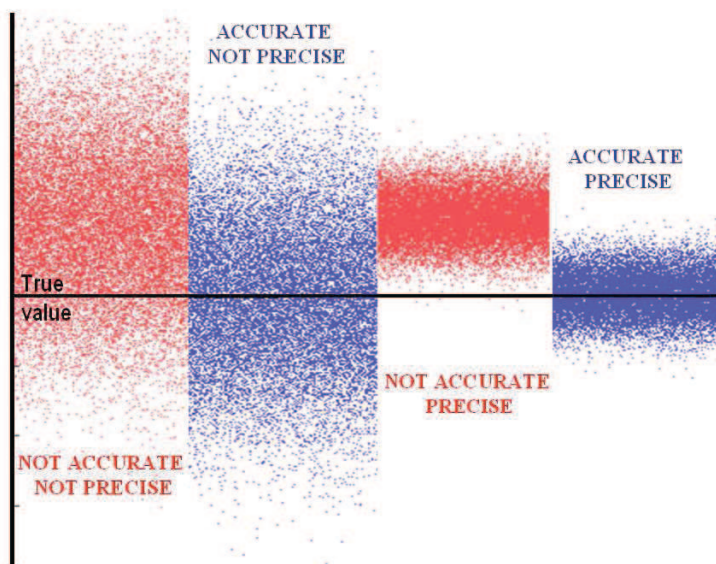 ACCURATE
NOT PRECISE
ACCURATE
PRECISE
True
value
NOT ACCURATE
PRECISE
NOT ACCURATE
NOT PRECISE